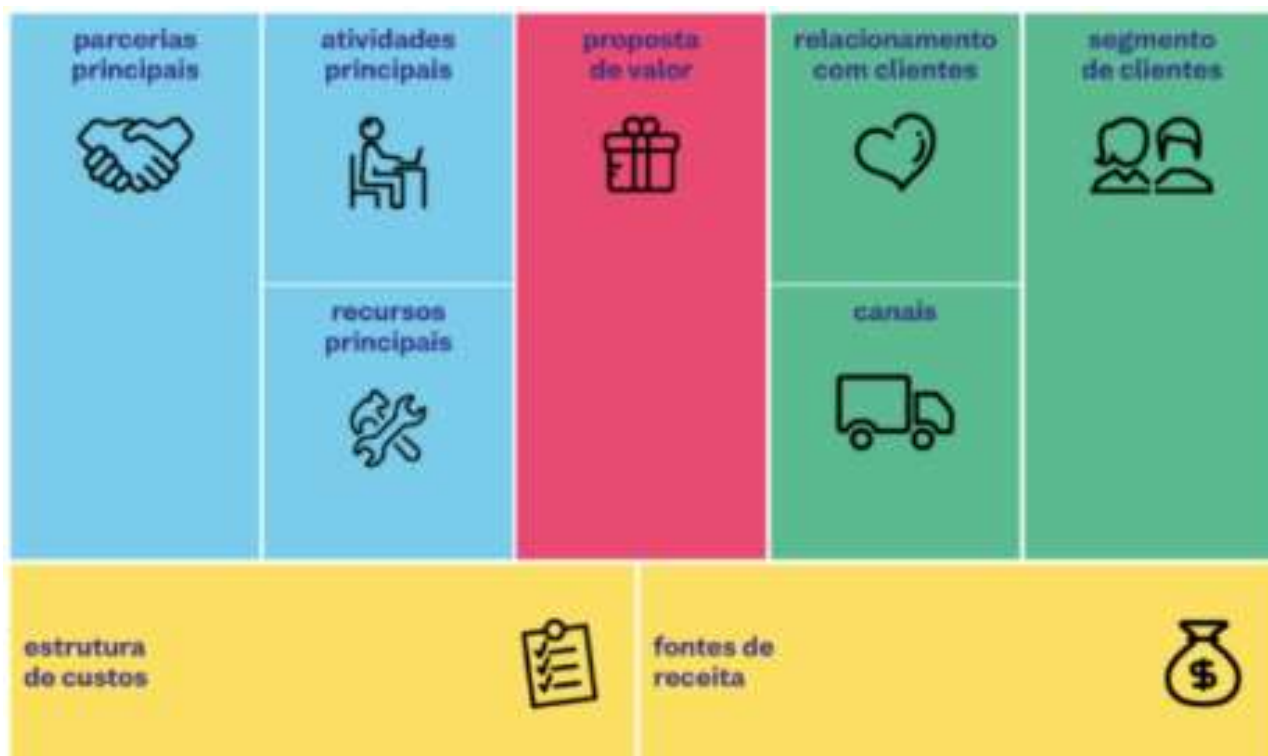 parcerias
principais
atividades
principais
proposta
de valor
relacionamento
com clientes
segmento
de clientes
recursos
principais
canais
estrutura
de custos
fontes de
receita
$